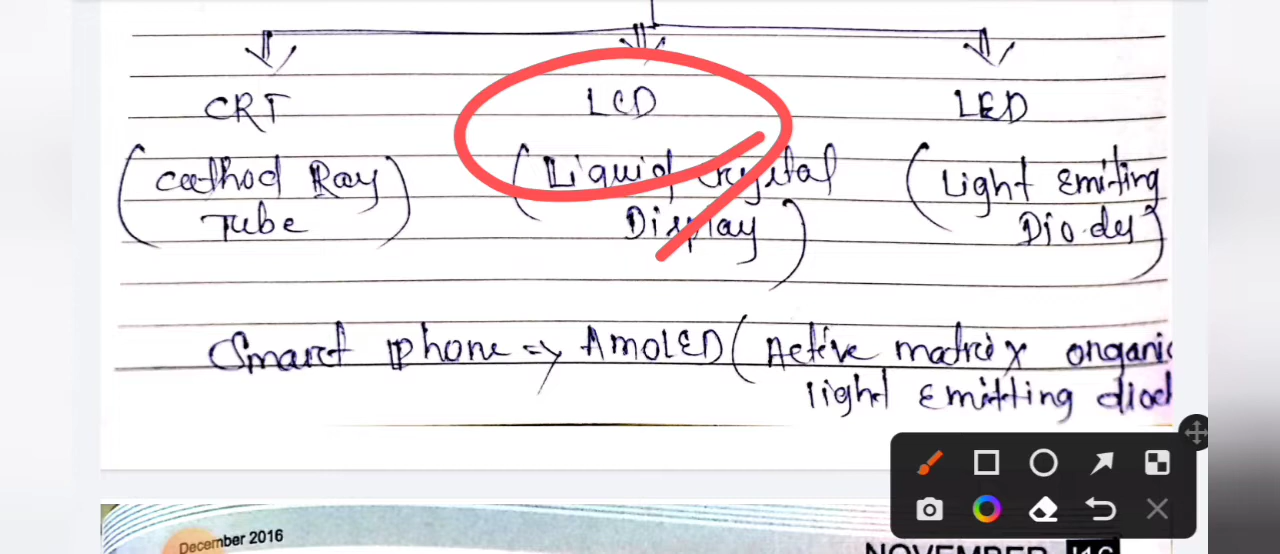 CRT LCD LED
(Cathod Ray Tube) (Liquid Crystal Display) (Light Emiting Diodes)
Smart phone => AMOLED (Active matrix organic
light Emitting diod
December 2016
NOVEMBER